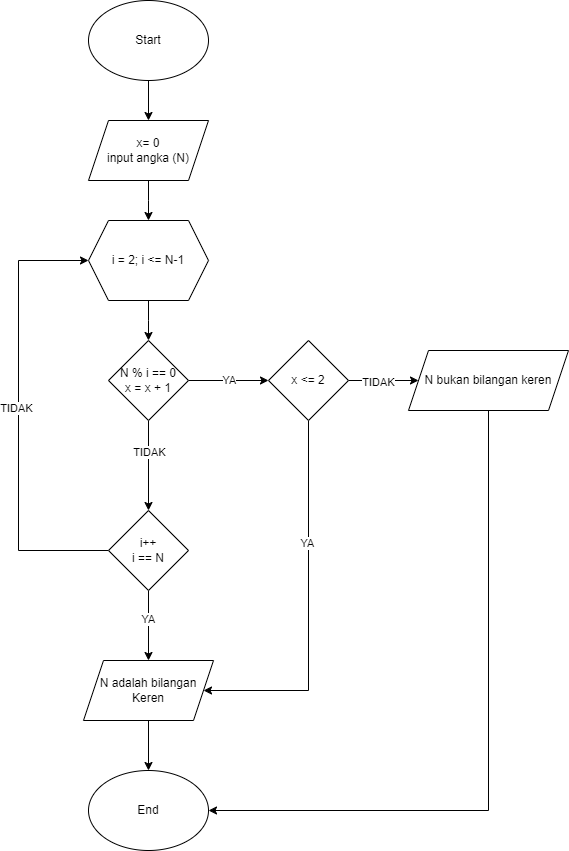 Start
x= 0
input angka (N)
i = 2; i <= N-1
N % i == 0
x = x + 1
YA
x <= 2
TIDAK
N bukan bilangan keren
TIDAK
TIDAK
i++
i == N
YA
YA
N adalah bilangan
Keren
End